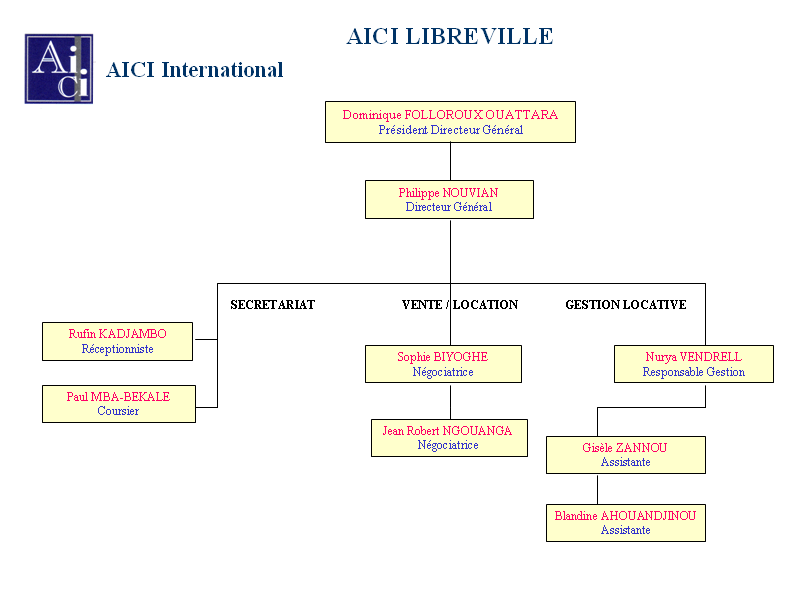 AICI LIBREVILLE
AiCi
AICI International
Dominique FOLLOROUX OUATTARA
Président Directeur Général
Philippe NOUVIAN
Directeur Général
SECRETARIAT
VENTE / LOCATION
GESTION LOCATIVE
Rufin KADJAMBO
Réceptionniste
Paul MBA-BEKALE
Coursier
Sophie BIYOGHE
Négociatrice
Jean Robert NGOUANGA
Négociatrice
Nurya VENDRELL
Responsable Gestion
Gisèle ZANNOU
Assistante
Blandine AHOUANDJINOU
Assistante